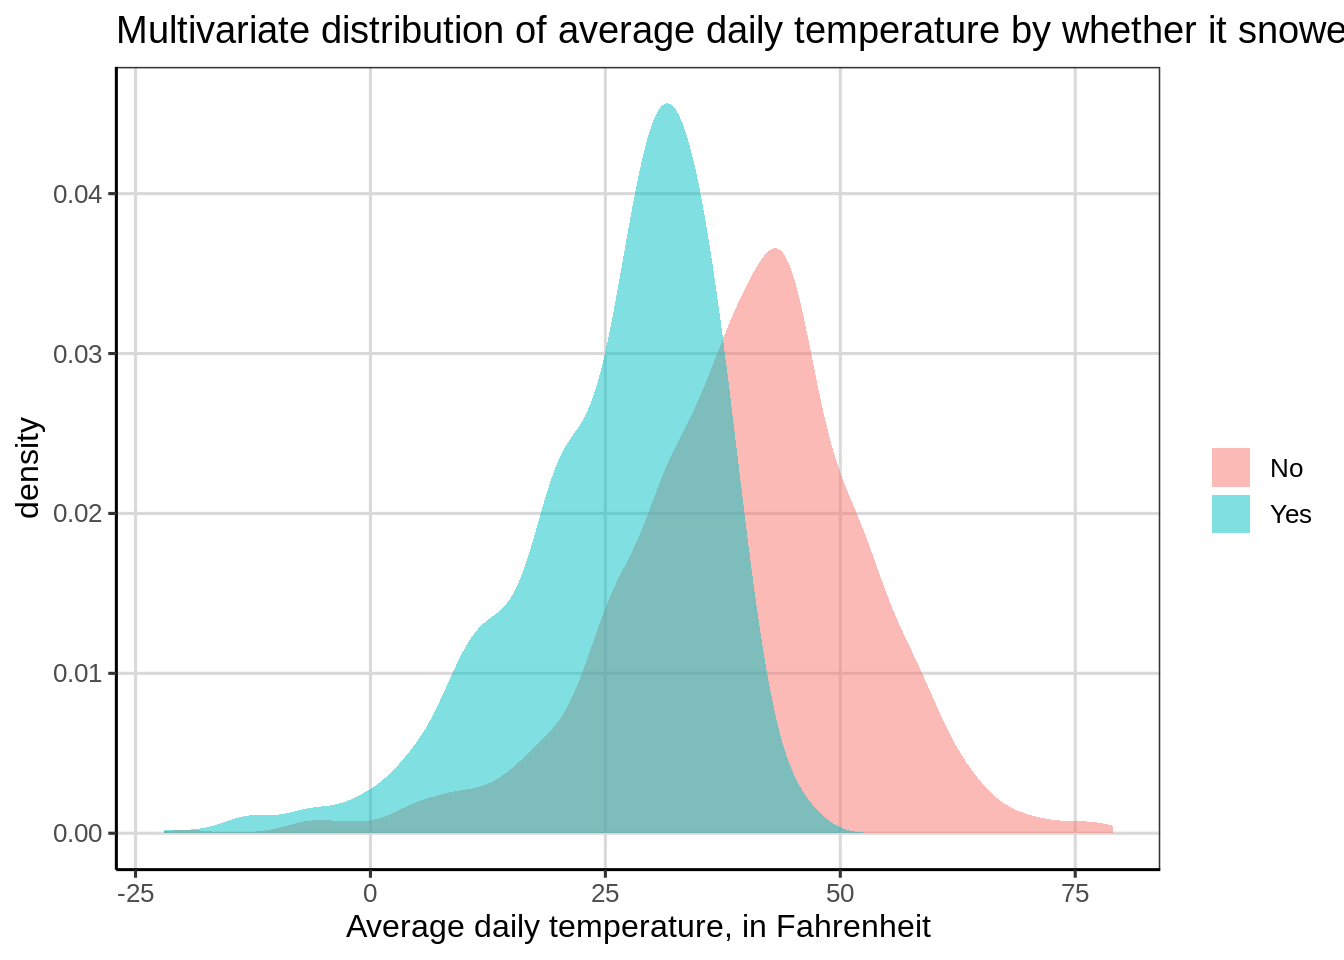 Multivariate distribution of average daily temperature by whether it snowe
0.04
0.03
0.02
0.01
0.00
density
-25 0 25 50 75
Average daily temperature, in Fahrenheit
No
Yes